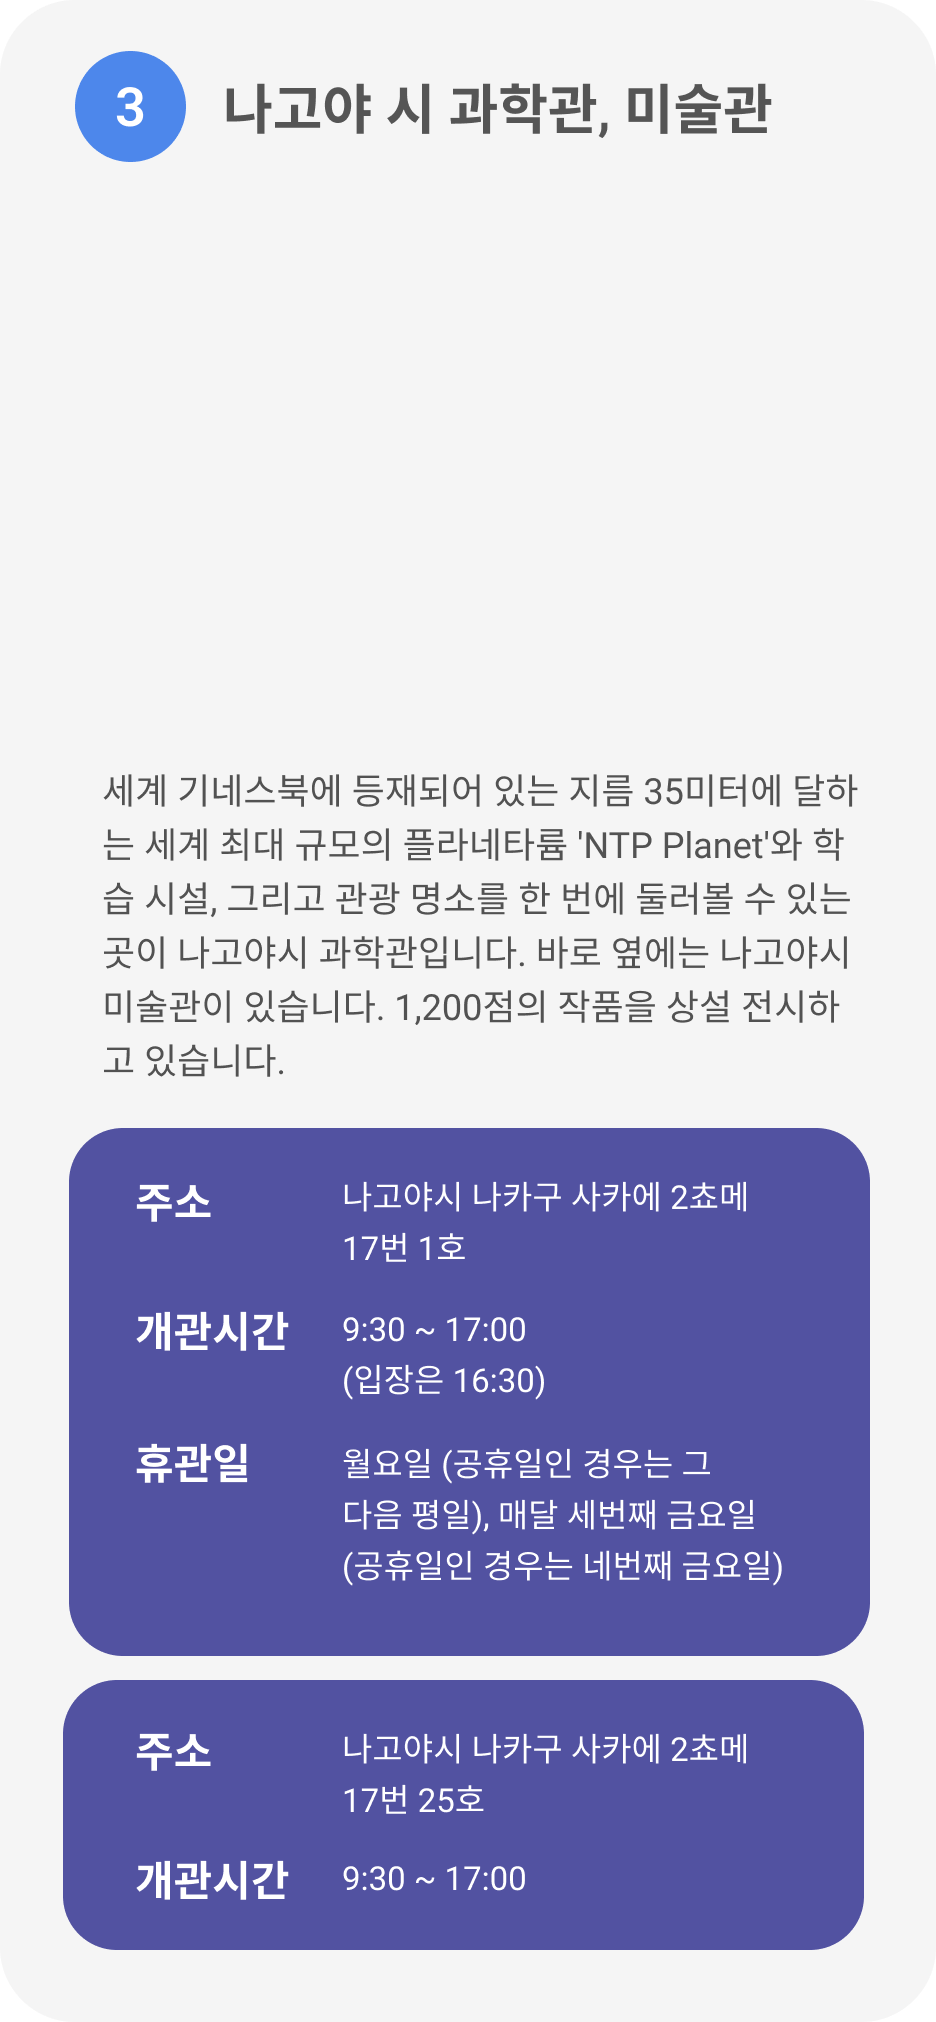 3
나고야 시 과학관, 미술관
세계 기네스북에 등재되어 있는 지름 35미터에 달하
는 세계 최대 규모의 플라네타륨 'NTP Planet'와 학
습 시설, 그리고 관광 명소를 한 번에 둘러볼 수 있는
곳이 나고야시 과학관입니다. 바로 옆에는 나고야시
미술관이 있습니다. 1,200점의 작품을 상설 전시하
고 있습니다.
주소 나고야시 나카구 사카에 2쵸메
17번 1호
개관시간 9:30 ~ 17:00
(입장은 16:30)
휴관일 월요일 (공휴일인 경우는 그
다음 평일), 매달 세번째 금요일
(공휴일인 경우는 네번째 금요일)
주소 나고야시 나카구 사카에 2쵸메
17번 25호
개관시간 9:30 ~ 17:00